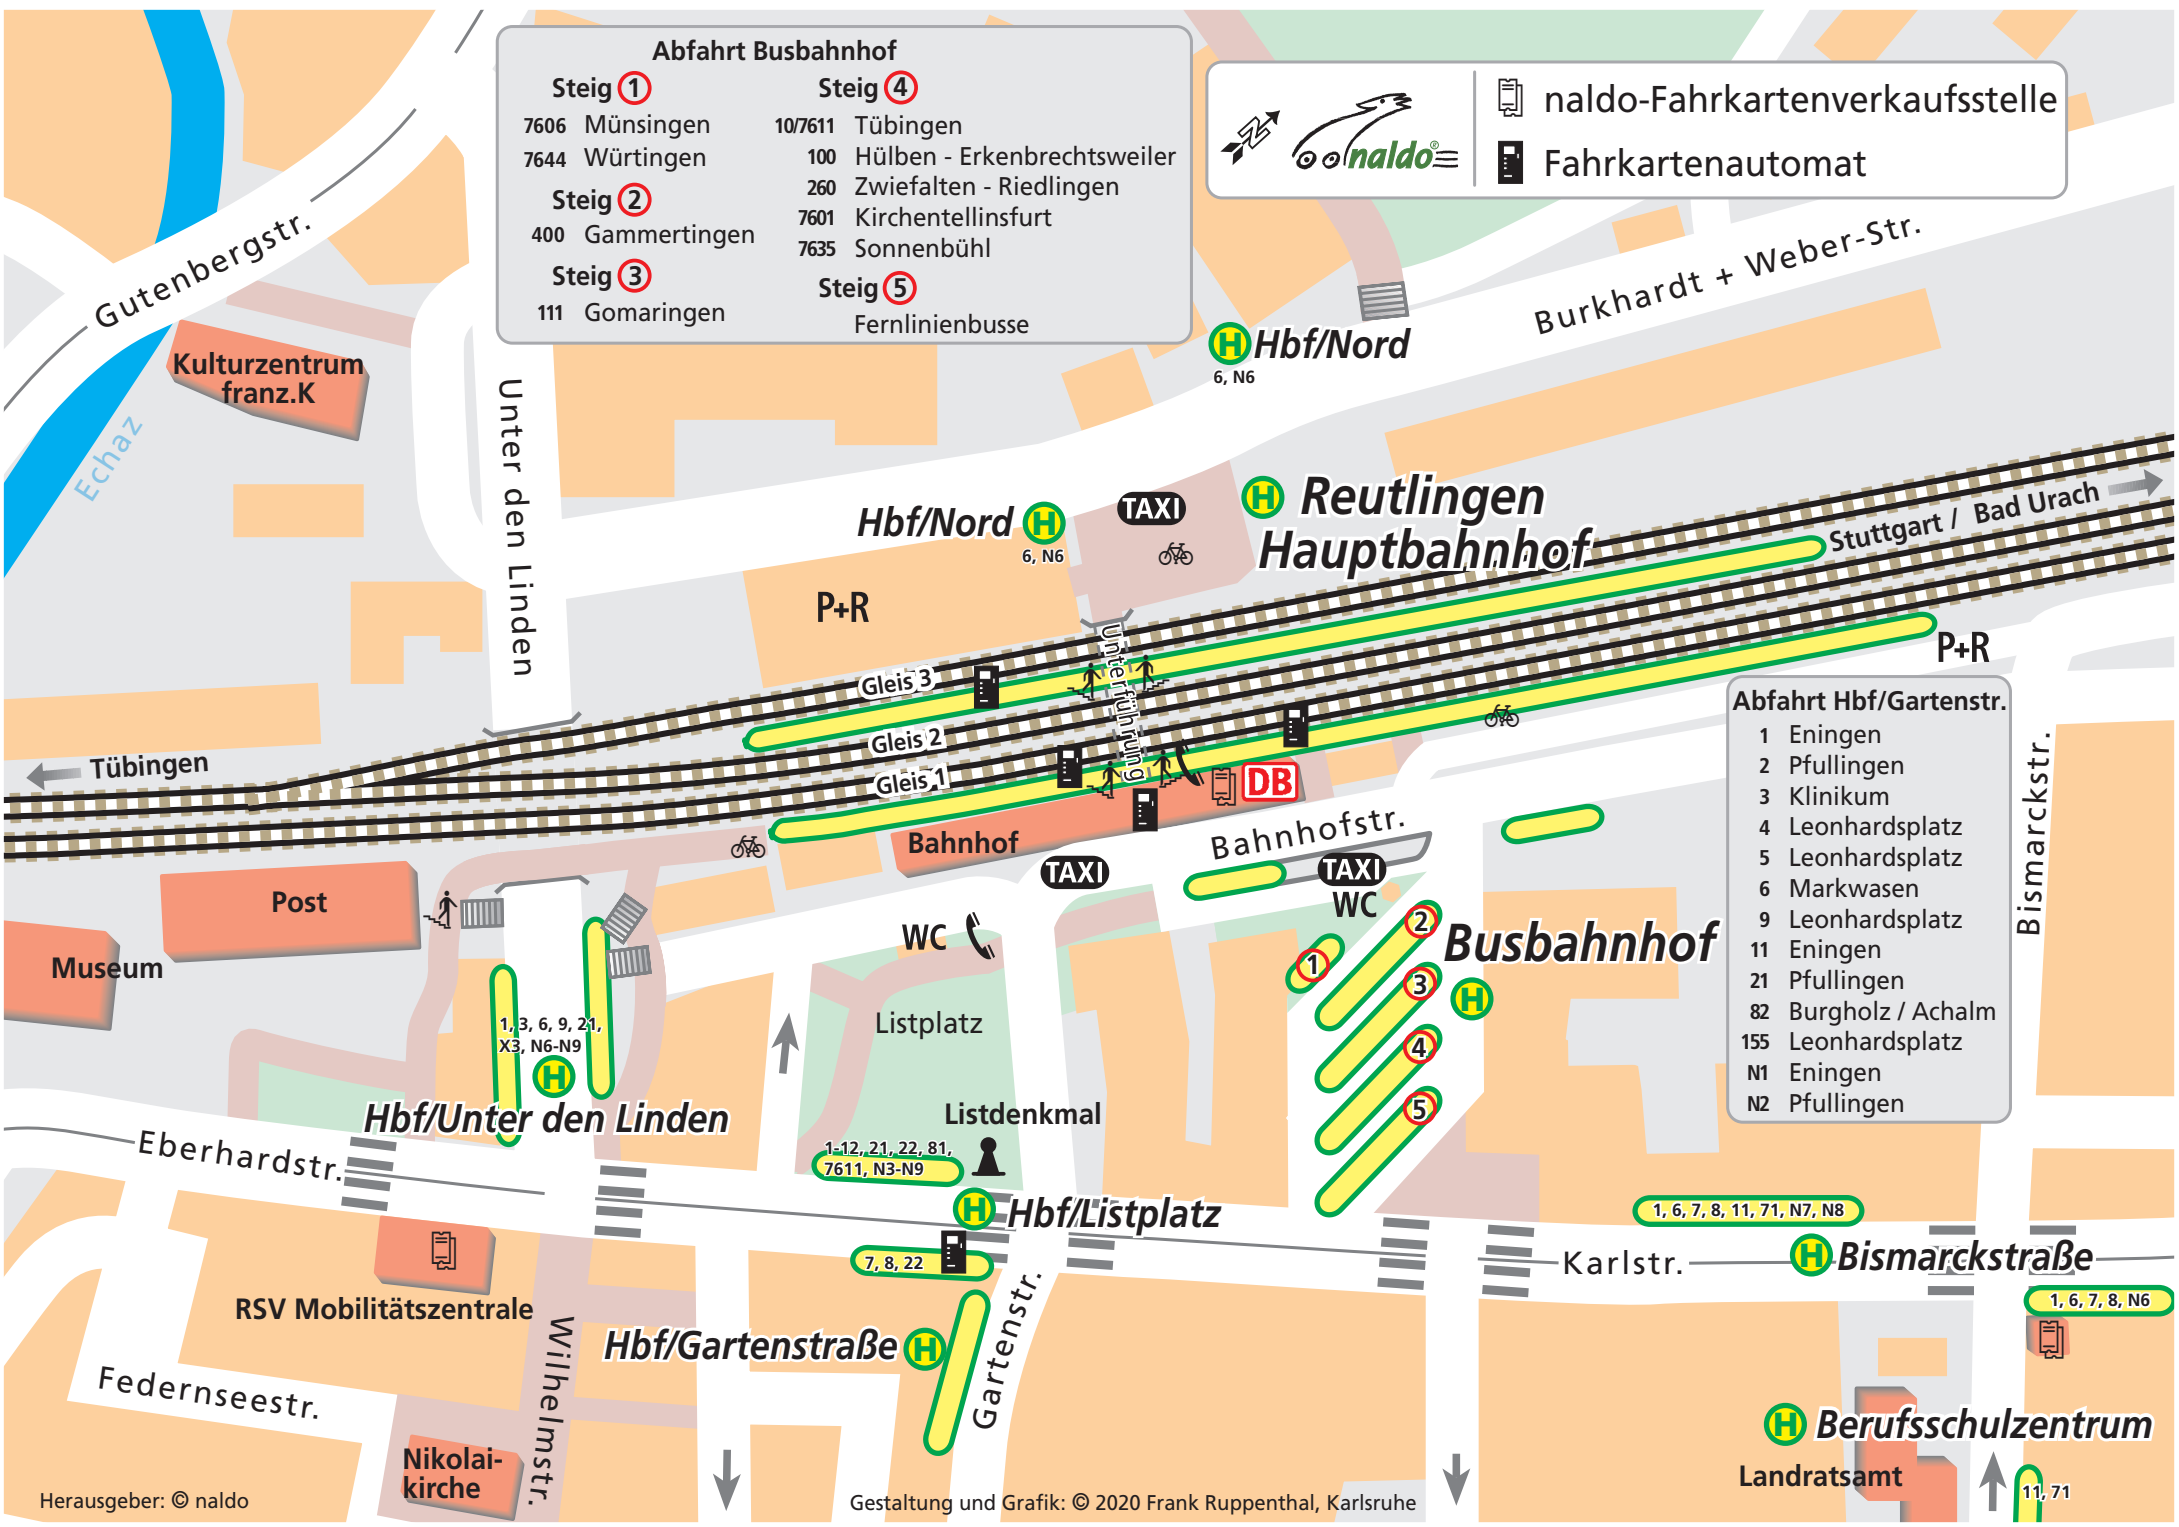 Abfahrt Busbahnhof
Steig 1
7606 Münsingen
7644 Würtingen
Steig 2
400 Gammertingen
Steig 3
111 Gomaringen
Steig 4
10/7611 Tübingen
100 Hülben - Erkenbrechtsweiler
260 Zwiefalten - Riedlingen
7601 Kirchentellinsfurt
7635 Sonnenbühl
Steig 5
Fernlinienbusse
N
naldo®
naldo-Fahrkartenverkaufsstelle
Fahrkartenautomat
Gutenbergstr.
Burkhardt + Weber-Str.
Kulturzentrum
franz.K
Echaz
Unter den Linden
H Hbf/Nord
6, N6
Hbf/Nord H
6, N6
TAXI
H Reutlingen
Hauptbahnhof
Stuttgart / Bad Urach
P+R
P+R
Unterführung
Gleis 3
Gleis 2
Gleis 1
Tübingen
DB
Bahnhof
Bahnhofstr.
TAXI
TAXI
WC
WC
Post
Museum
2
1
3
4
5
Busbahnhof
H
Abfahrt Hbf/Gartenstr.
1 Eningen
2 Pfullingen
3 Klinikum
4 Leonhardsplatz
5 Leonhardsplatz
6 Markwasen
9 Leonhardsplatz
11 Eningen
21 Pfullingen
82 Burgholz / Achalm
155 Leonhardsplatz
N1 Eningen
N2 Pfullingen
Bismarckstr.
Listplatz
1, 3, 6, 9, 21,
X3, N6-N9
H
Hbf/Unter den Linden
Listdenkmal
1-12, 21, 22, 81,
7611, N3-N9
Eberhardstr.
H Hbf/Listplatz
7, 8, 22
1, 6, 7, 8, 11, 71, N7, N8
Karlstr.
H Bismarckstraße
1, 6, 7, 8, N6
RSV Mobilitätszentrale
Hbf/Gartenstraße H
Gartenstr.
Wilhelmstr.
Federnseestr.
Nikolai-
kirche
H Berufsschulzentrum
Landratsamt
11, 71
Herausgeber: © naldo
Gestaltung und Grafik: © 2020 Frank Ruppenthal, Karlsruhe